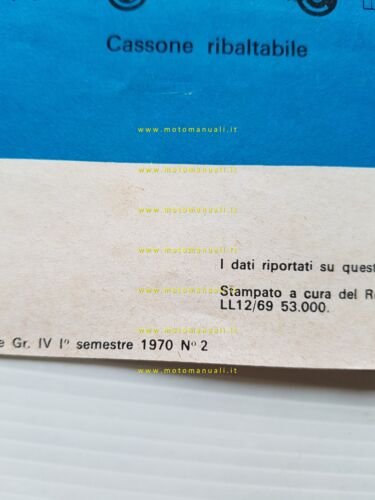 Cassone ribaltabile
www.motomanuali.it
www.motomanuali.it
www.motomanuali.it
www.motomanuali.it
I dati riportati su quest
Stampato a cura del R
LL12/69 53.000.
www.motomanuali.it
e Gr. IV I° semestre 1970 N° 2
www.motomanuali.it
www.motomanuali.it